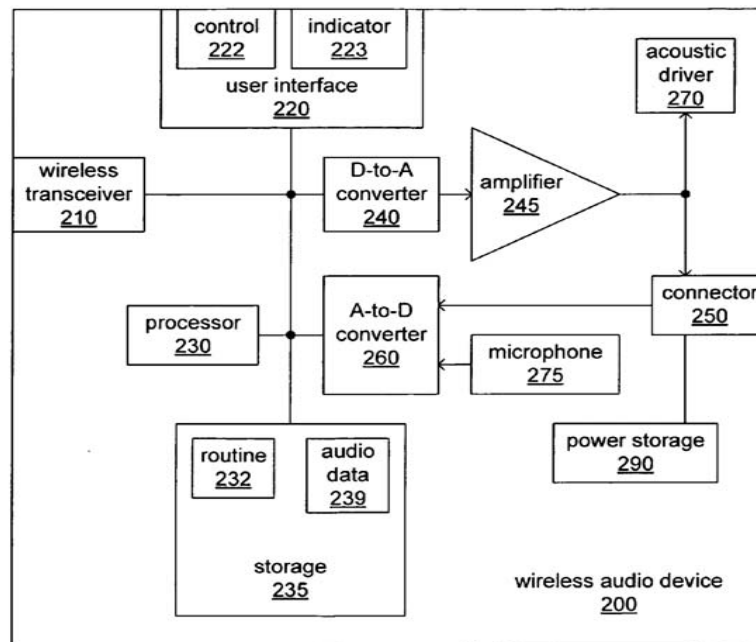 control
222
indicator
223
user interface
220
acoustic
driver
270
wireless
transceiver
210
D-to-A
converter
240
amplifier
245
connector
250
processor
230
A-to-D
converter
260
microphone
275
power storage
290
routine
232
audio
data
239
storage
235
wireless audio device
200